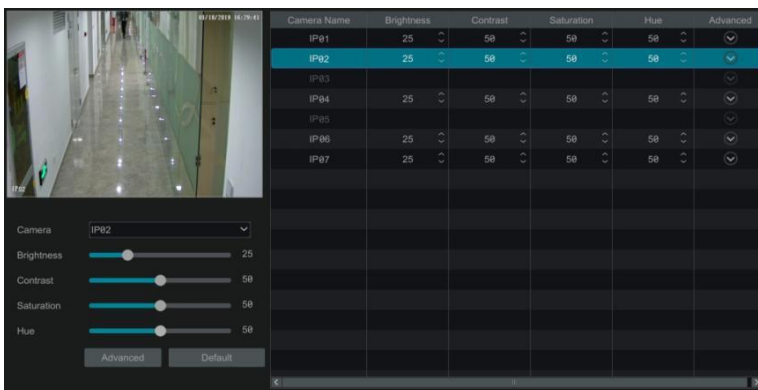 01/18/2019 16:29:41
IP02
Camera IP02
Brightness 25
Contrast 50
Saturation 50
Hue 50
Advanced Default
Camera Name Brightness Contrast Saturation Hue Advanced
IP01 25 50 50 50
IP02 25 50 50 50
IP03
IP04 25 50 50 50
IP05
IP06 25 50 50 50
IP07 25 50 50 50